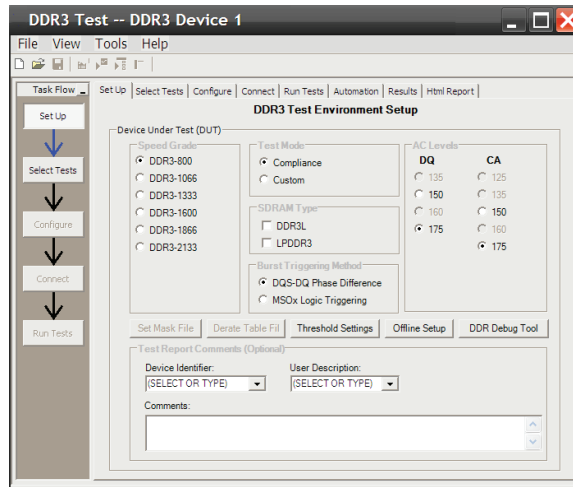 DDR3 Test -- DDR3 Device 1
File View Tools Help
Task Flow
Set Up Select Tests Configure Connect Run Tests Automation Results Html Report
DDR3 Test Environment Setup
Set Up
Select Tests
Configure
Connect
Run Tests
Device Under Test (DUT)
Speed Grade
DDR3-800
DDR3-1066
DDR3-1333
DDR3-1600
DDR3-1866
DDR3-2133
Test Mode
Compliance
Custom
SDRAM Type
DDR3L
LPDDR3
Burst Triggering Method
DQS-DQ Phase Difference
MSOx Logic Triggering
AC Levels
DQ CA
135 125
150 135
160 150
175 160
175
Set Mask File Derate Table Fil Threshold Settings Offline Setup DDR Debug Tool
Test Report Comments (Optional)
Device Identifier: User Description:
(SELECT OR TYPE) (SELECT OR TYPE)
Comments: